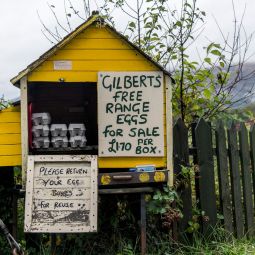 GILBERTS
FREE
RANGE
EGGS
FOR SALE
£1.70 PER
BOX.
PLEASE RETURN
YOUR EGG
BOXES
FOR REUSE